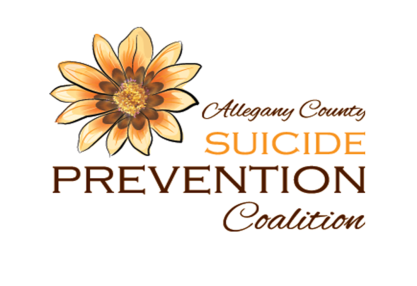 Allegany County
SUICIDE
PREVENTION
Coalition